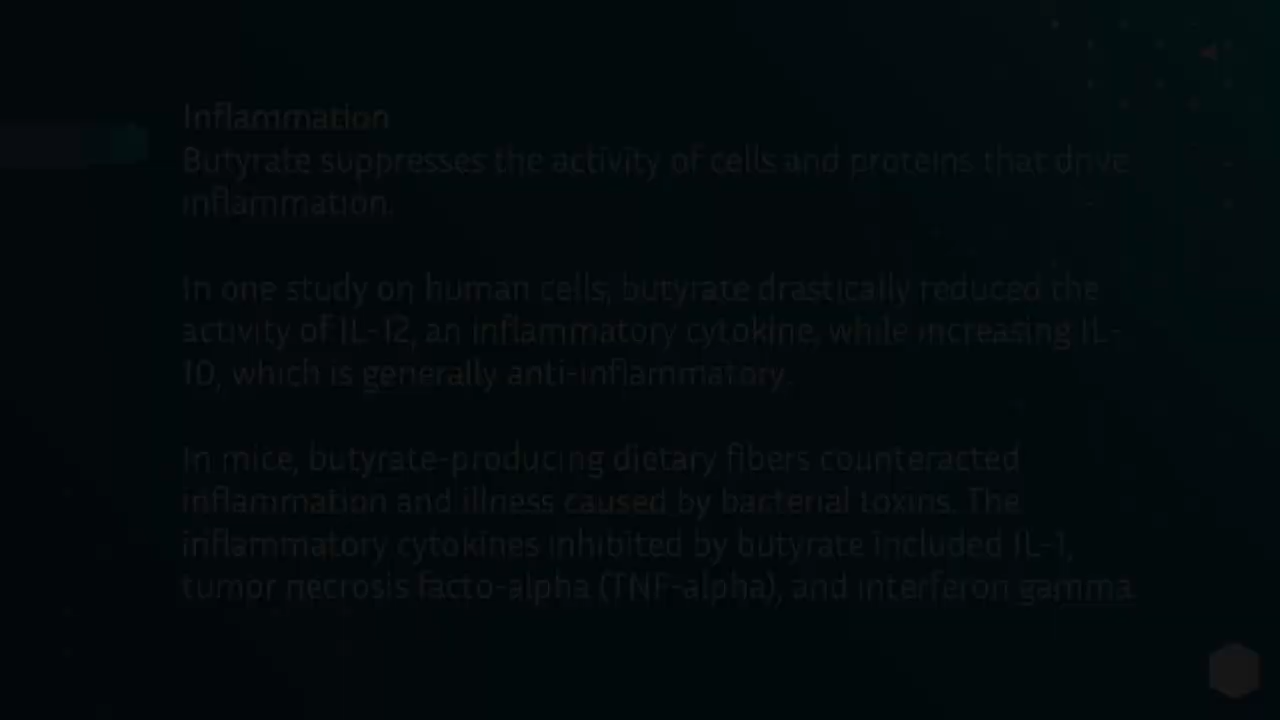 Inflammation
Butyrate suppresses the activity of cells and proteins that drive
inflammation.
In one study on human cells, butyrate drastically reduced the
activity of IL-12, an inflammatory cytokine, while increasing IL-
10, which is generally anti-inflammatory.
In mice, butyrate-producing dietary fibers counteracted
inflammation and illness caused by bacterial toxins. The
inflammatory cytokines inhibited by butyrate included IL-1,
tumor necrosis facto-alpha (TNF-alpha), and interferon gamma.